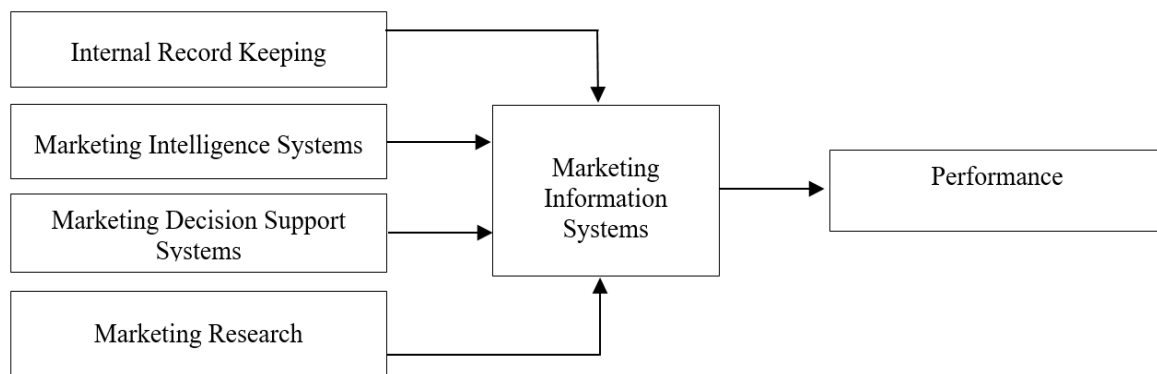 Internal Record Keeping
Marketing Intelligence Systems
Marketing Decision Support
Systems
Marketing Research
Marketing
Information
Systems
Performance